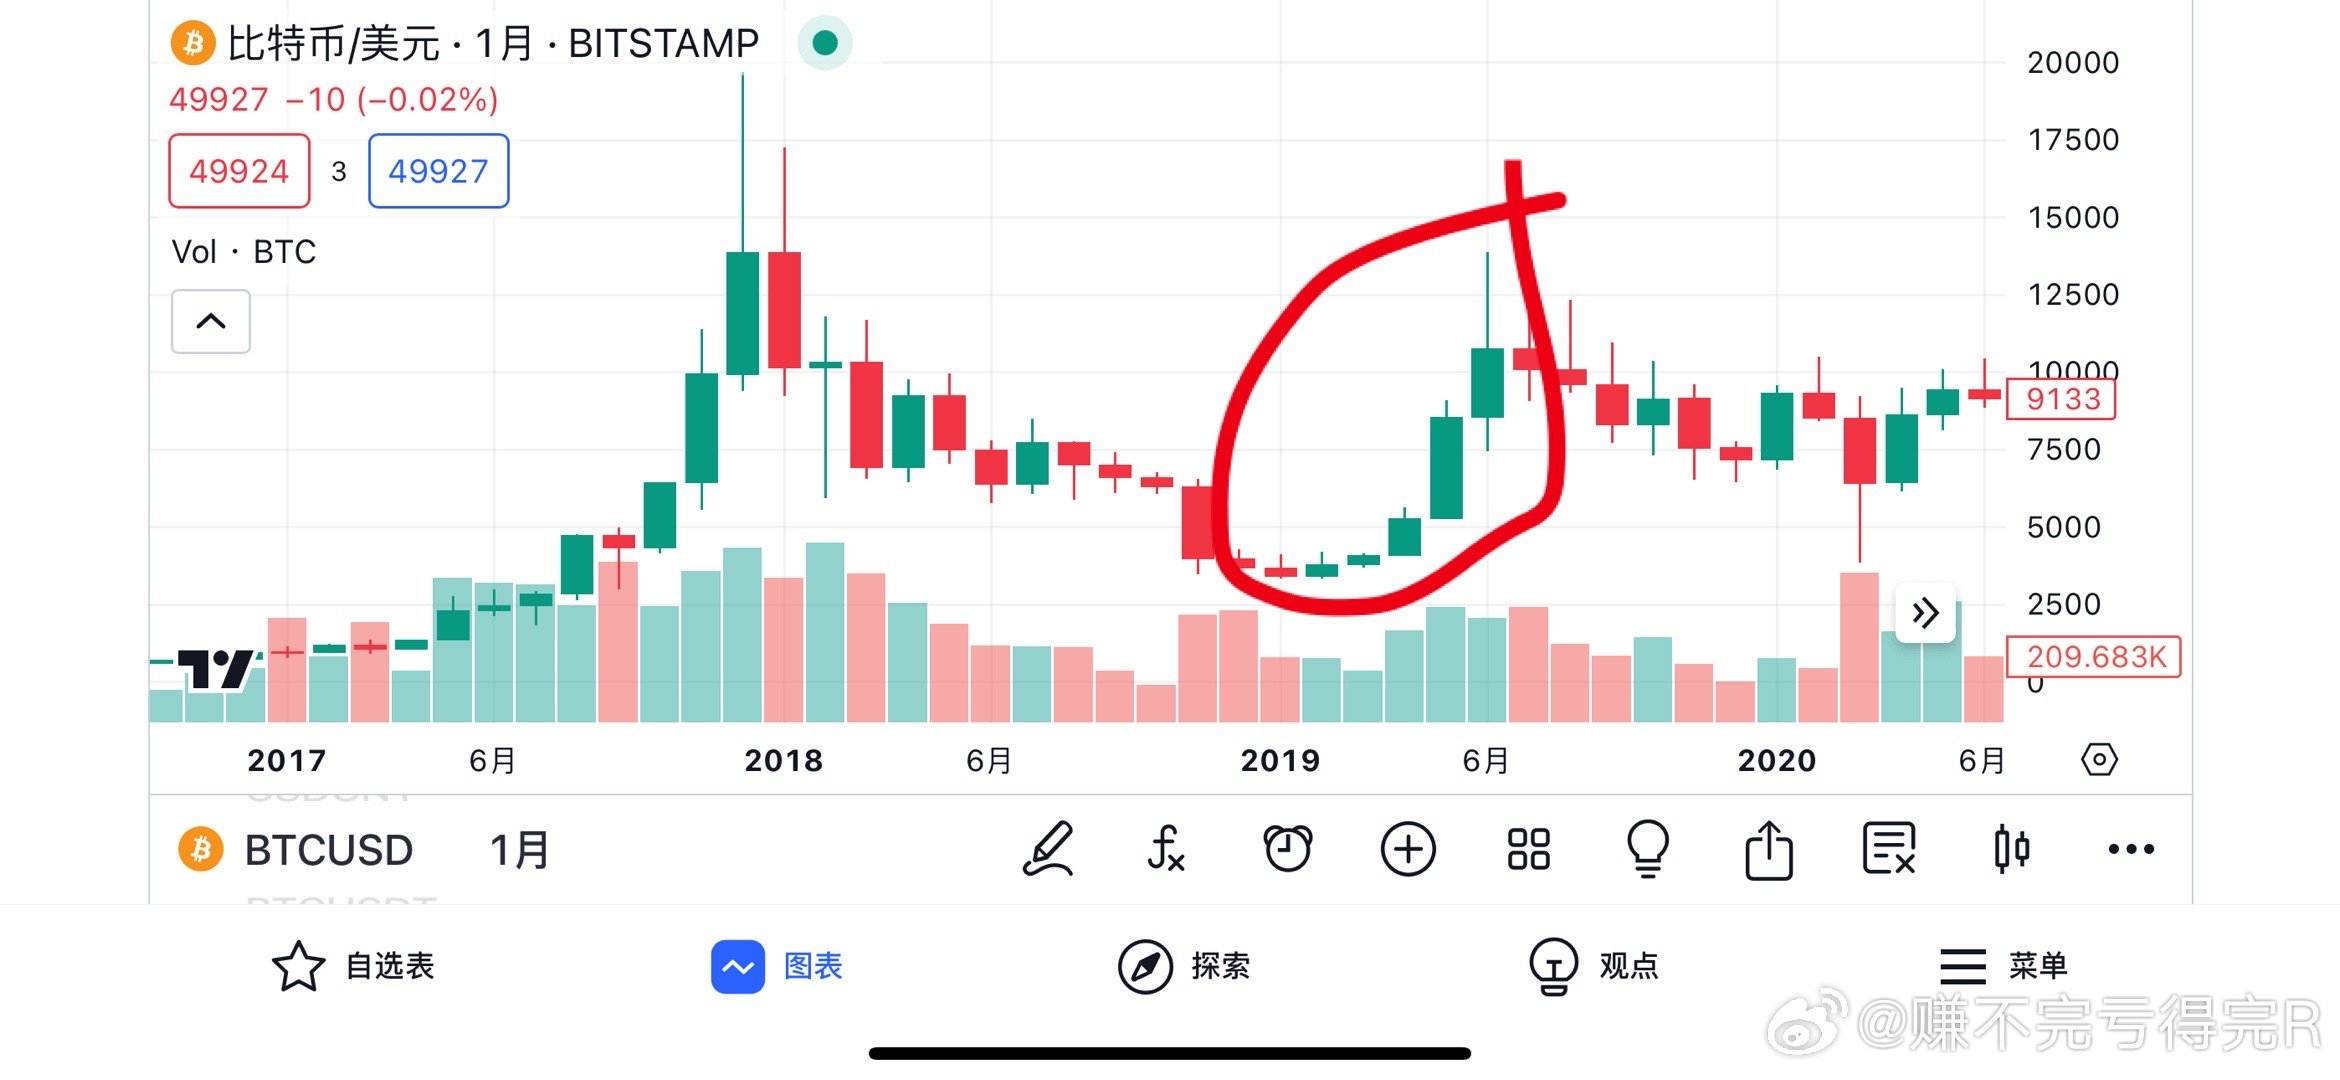 比特币/美元 · 1月 · BITSTAMP
49927 −10 (−0.02%)
49924 3 49927
Vol · BTC
20000
17500
15000
12500
10000
9133
7500
5000
2500
209.683K
0
2017 6月 2018 6月 2019 6月 2020 6月
BTCUSD 1月
自选表 图表 探索 观点 菜单
@赚不完亏得完R